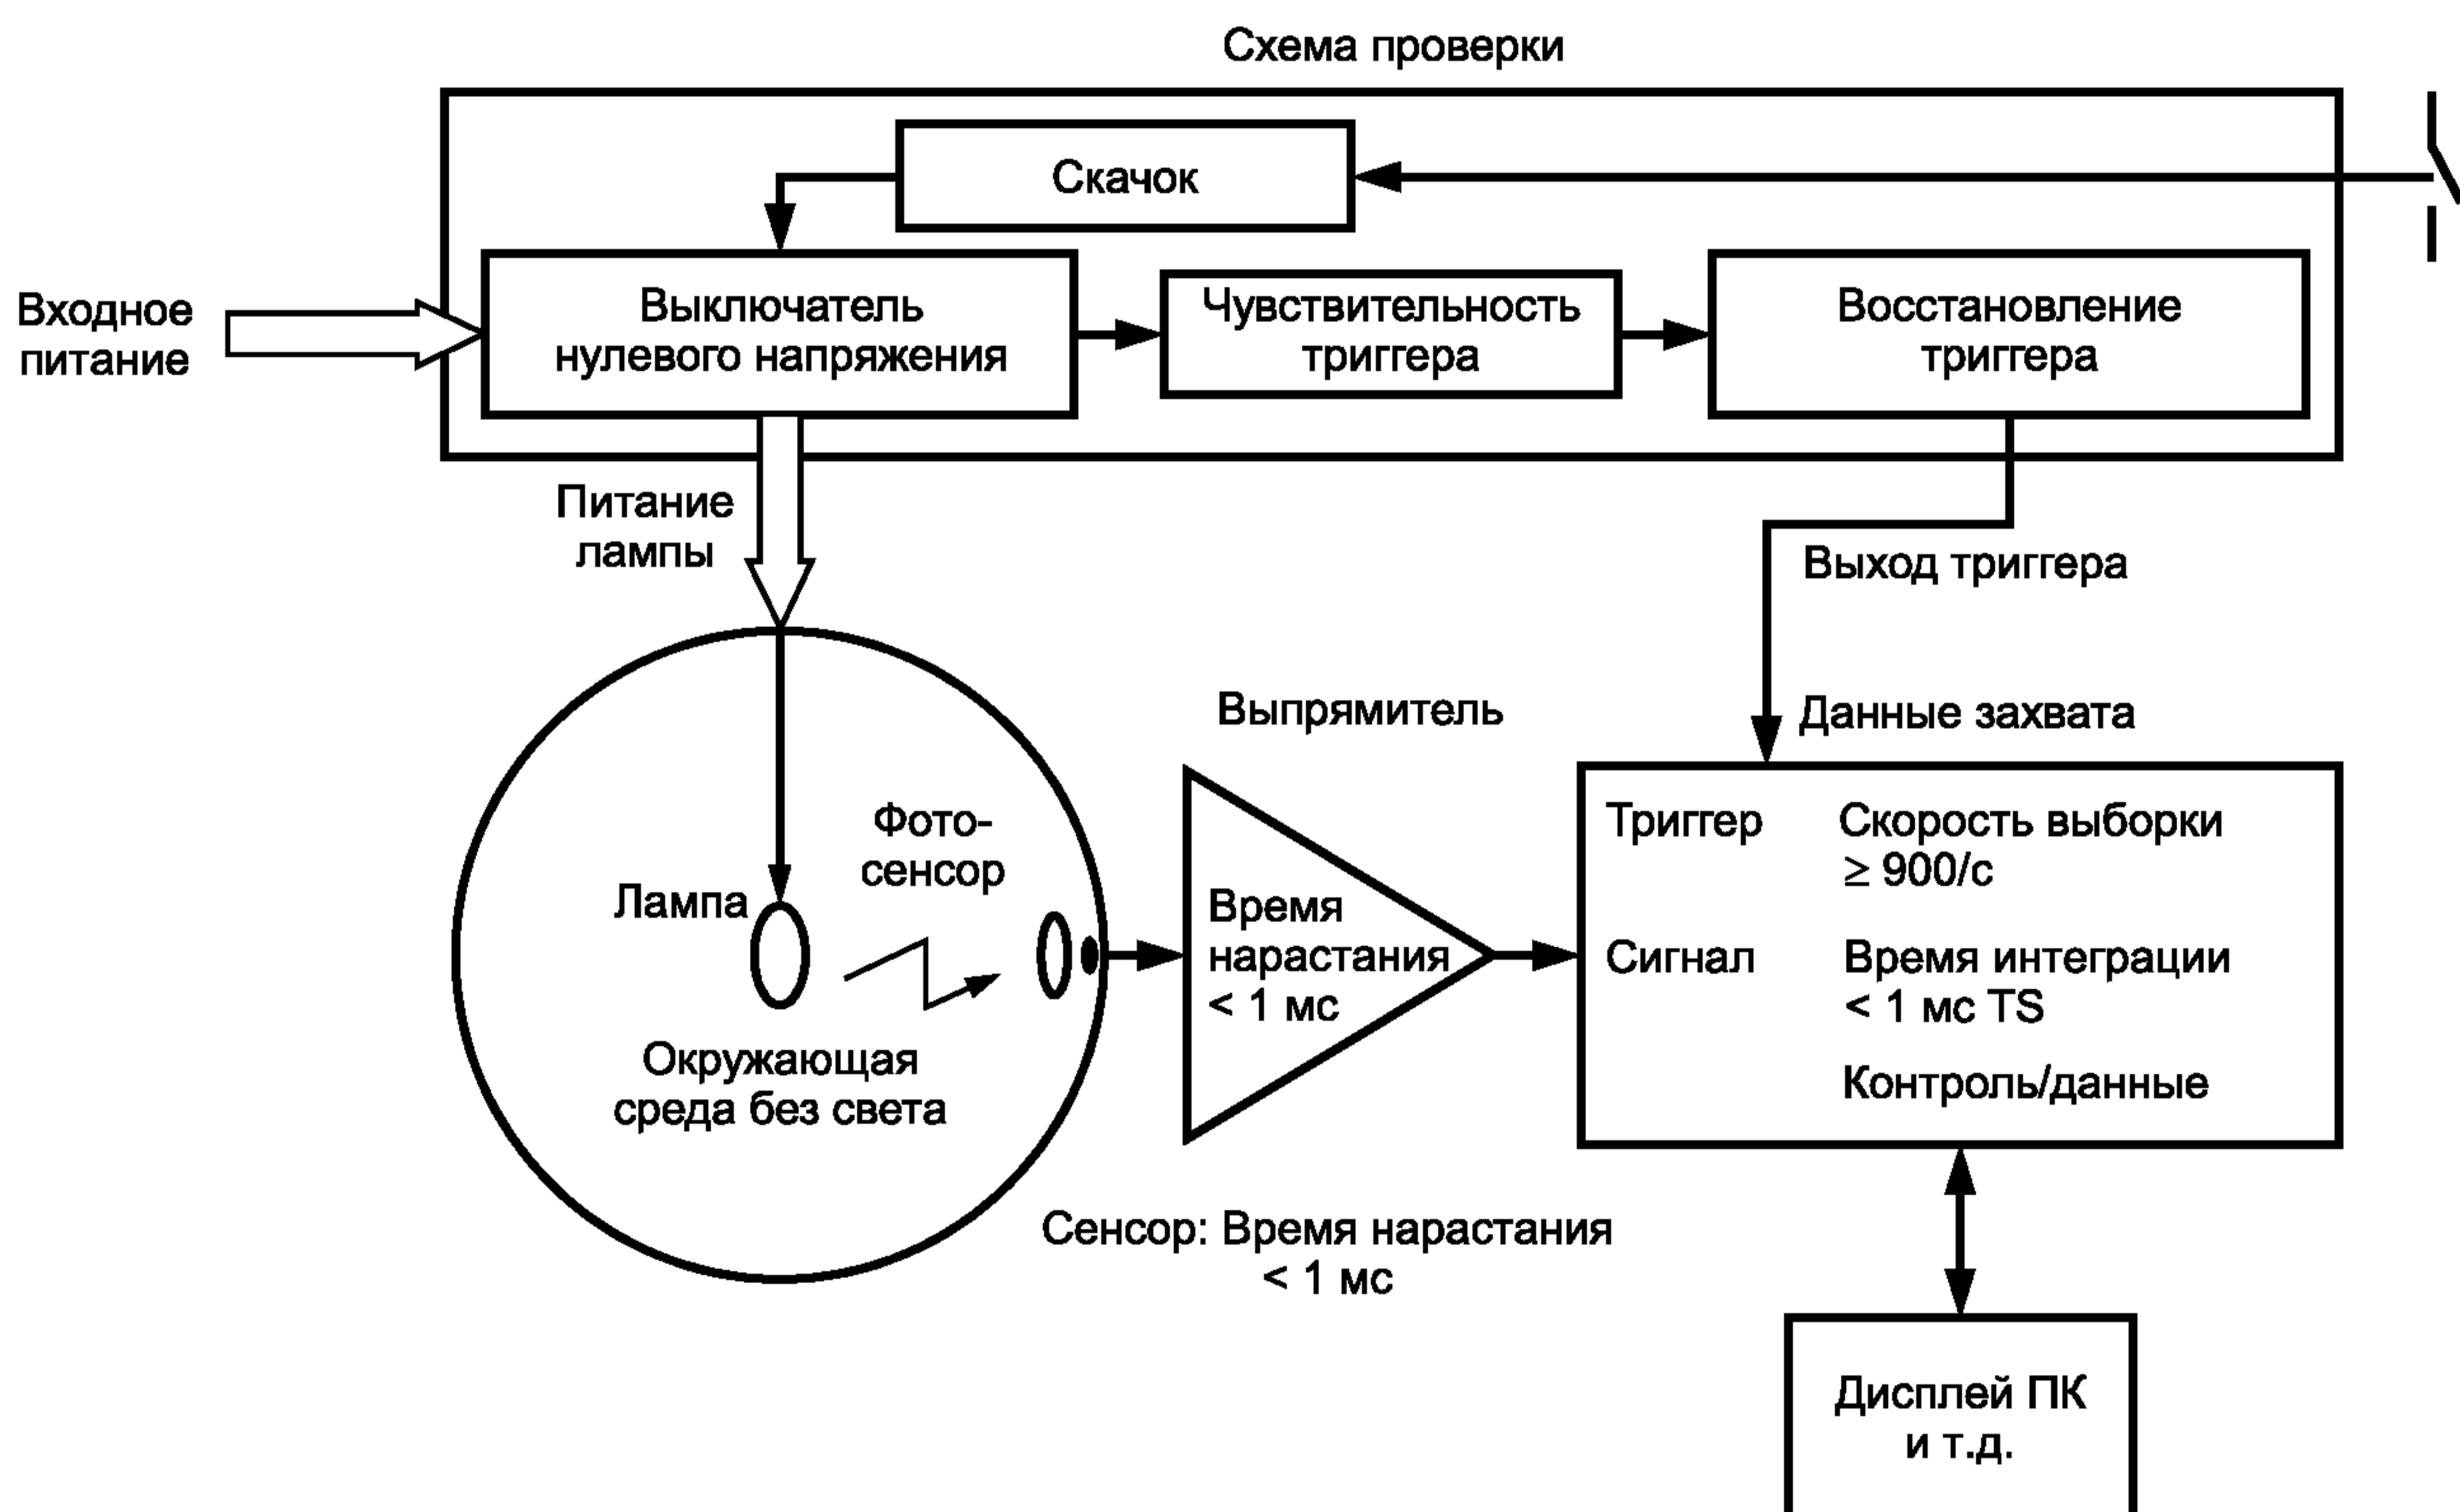 Схема проверки
Скачок
Входное
питание
Выключатель
нулевого напряжения
Чувствительность
триггера
Восстановление
триггера
Питание
лампы
Выход триггера
Данные захвата
Выпрямитель
Фото-
сенсор
Лампа
Окружающая
среда без света
Время
нарастания
< 1 мс
Триггер
Скорость выборки
≥ 900/с
Сигнал
Время интеграции
< 1 мс TS
Контроль/данные
Сенсор: Время нарастания
< 1 мс
Дисплей ПК
и т.д.